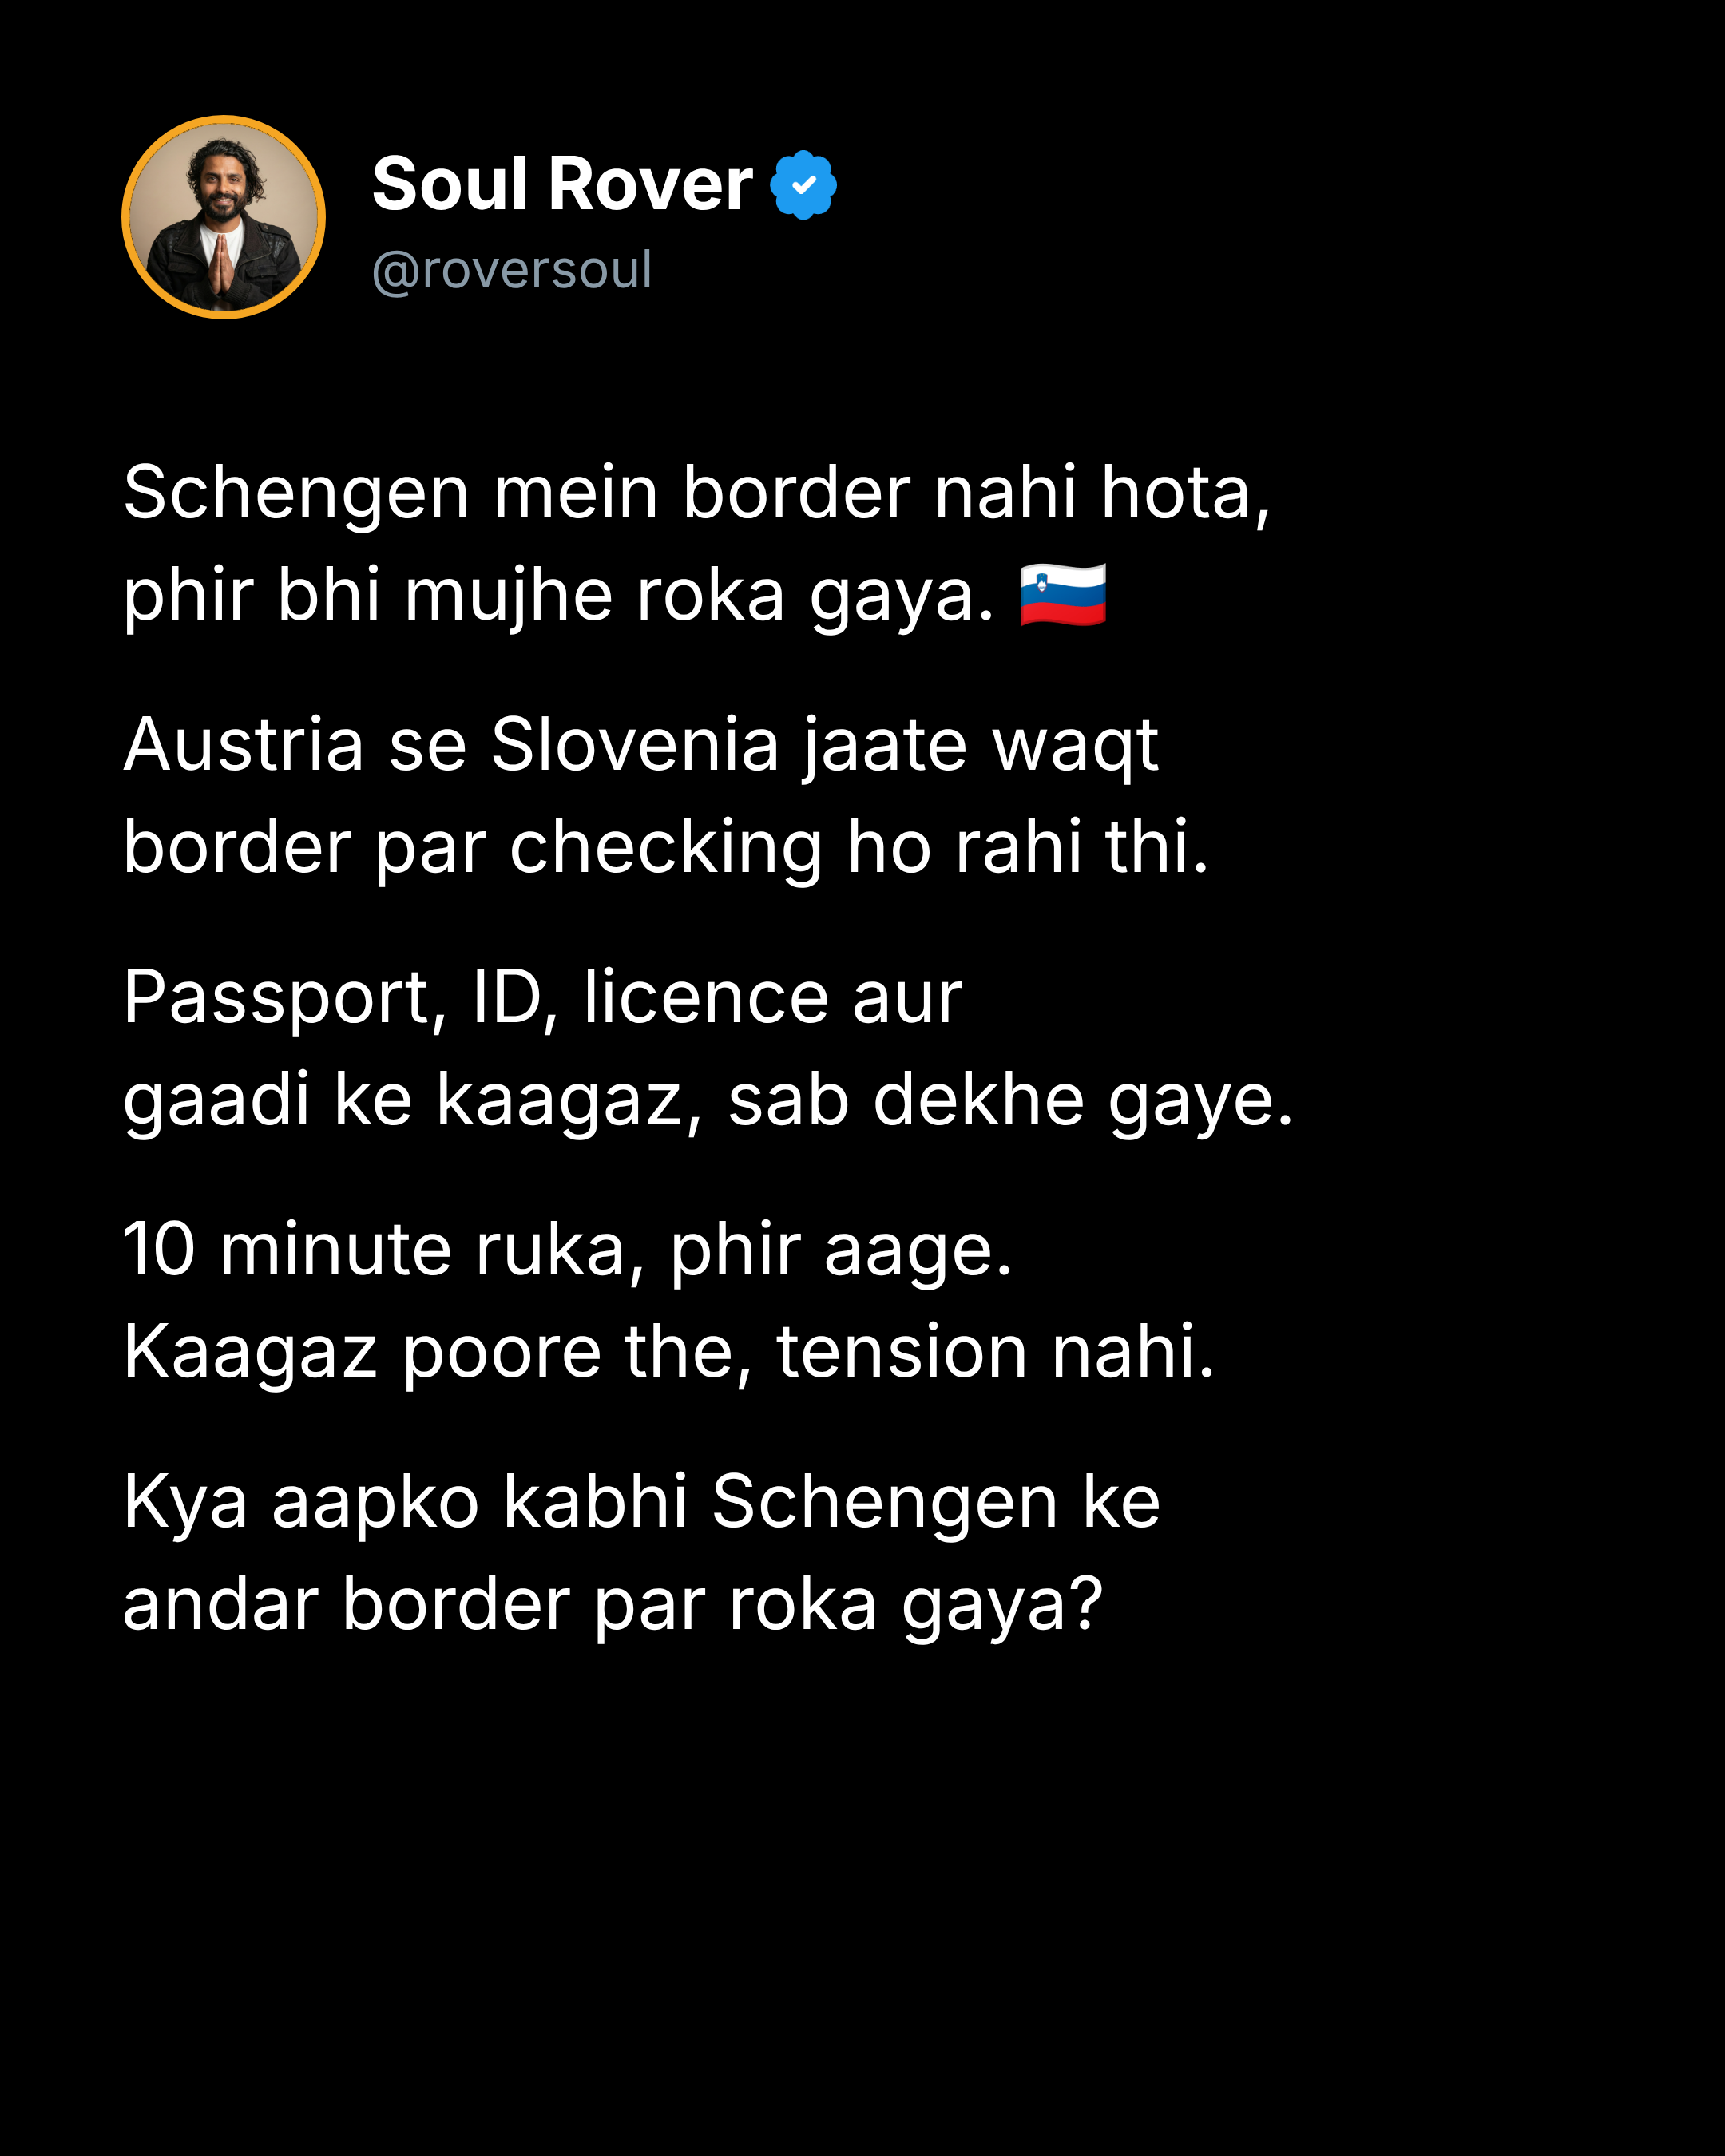 Soul Rover
@roversoul
Schengen mein border nahi hota,
phir bhi mujhe roka gaya. 🇸🇮
Austria se Slovenia jaate waqt
border par checking ho rahi thi.
Passport, ID, licence aur
gaadi ke kaagaz, sab dekhe gaye.
10 minute ruka, phir aage.
Kaagaz poore the, tension nahi.
Kya aapko kabhi Schengen ke
andar border par roka gaya?